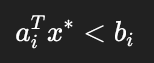 $a_i^T x^* < b_i$